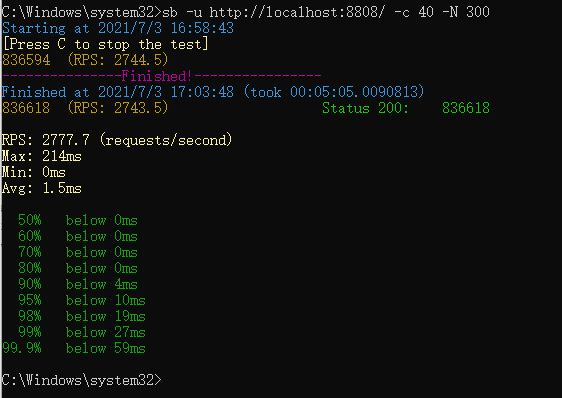 C:\Windows\system32>sb -u http://localhost:8808/ -c 40 -N 300
Starting at 2021/7/3 16:58:43
[Press C to stop the test]
836594  (RPS: 2744.5)
---------------Finished!----------------
Finished at 2021/7/3 17:03:48 (took 00:05:05.0090813)
836618  (RPS: 2743.5)                   Status 200:    836618
RPS: 2777.7 (requests/second)
Max: 214ms
Min: 0ms
Avg: 1.5ms
50%   below 0ms
60%   below 0ms
70%   below 0ms
80%   below 0ms
90%   below 4ms
95%   below 10ms
98%   below 19ms
99%   below 27ms
99.9%   below 59ms
C:\Windows\system32>